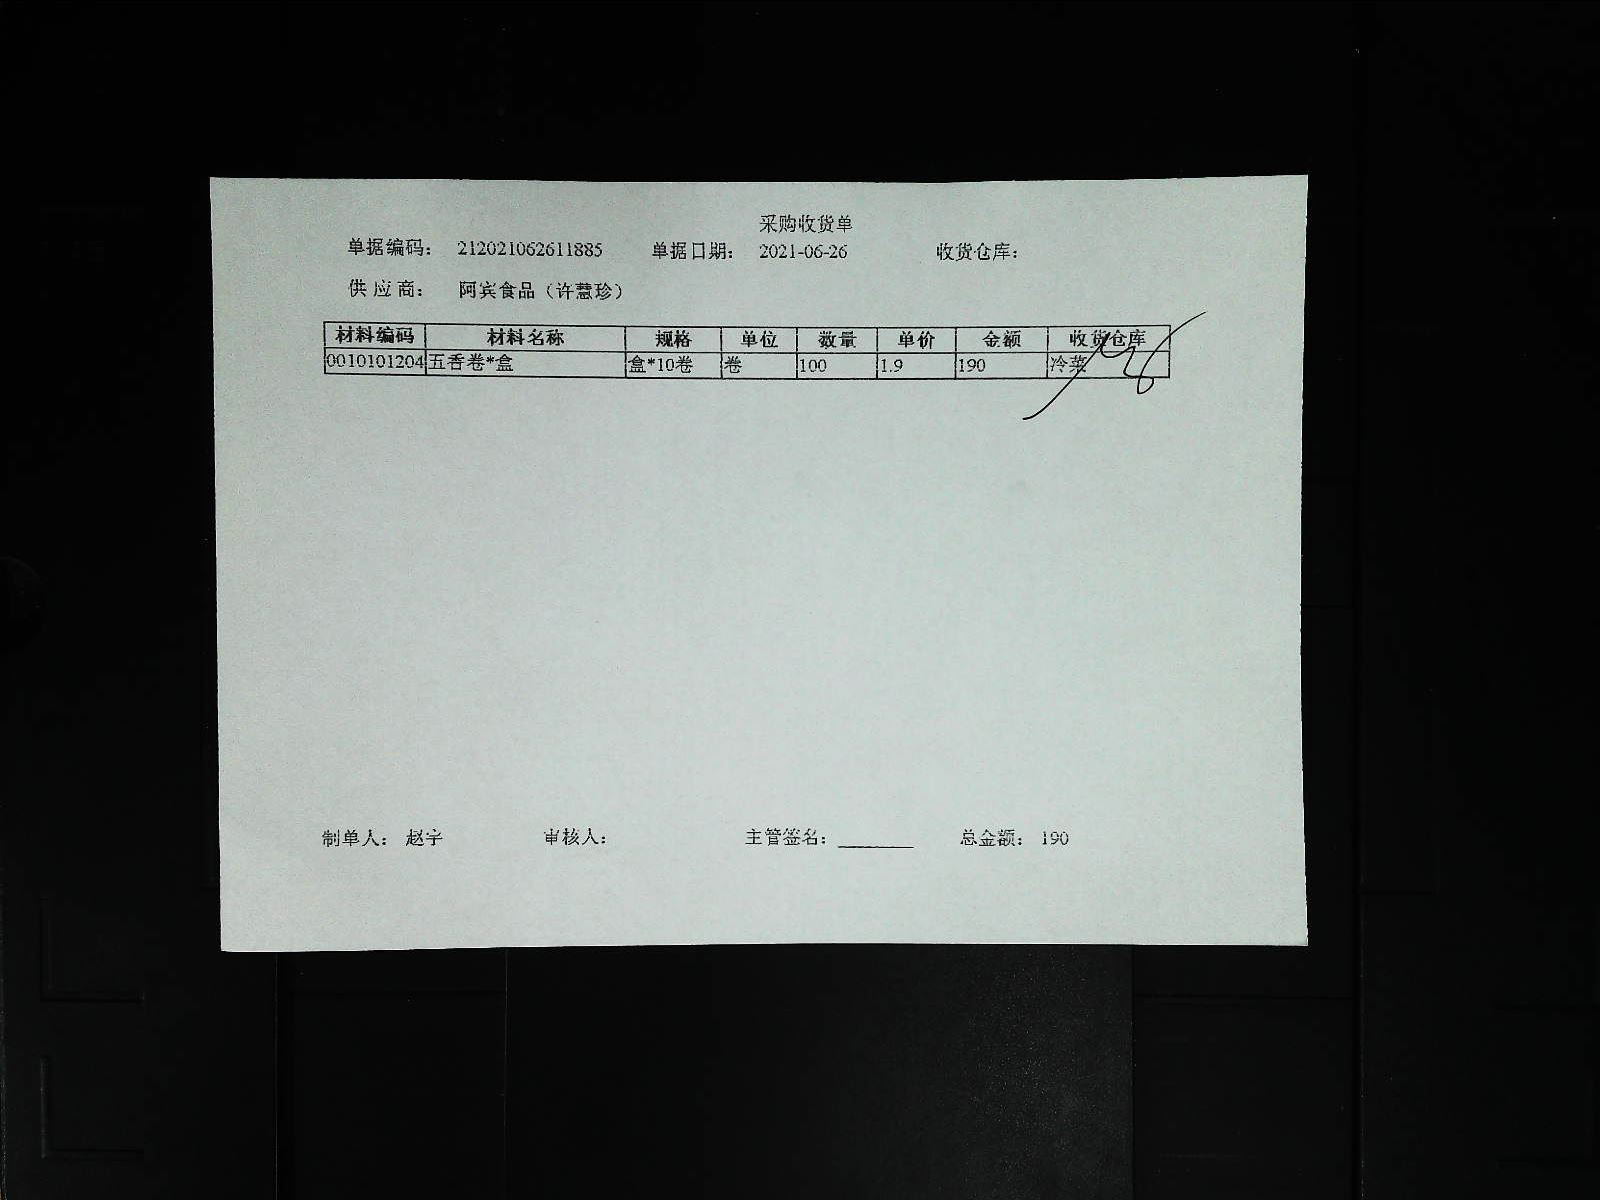 采购收货单
单据编码： 212021062611885 单据日期： 2021-06-26 收货仓库：
供 应 商： 阿宾食品（许慧珍）
材料编码 材料名称 规格 单位 数量 单价 金额 收货仓库
0010101204 五香卷*盒 盒*10卷 卷 100 1.9 190 冷菜
制单人： 赵宇 审核人： 主管签名： 总金额： 190